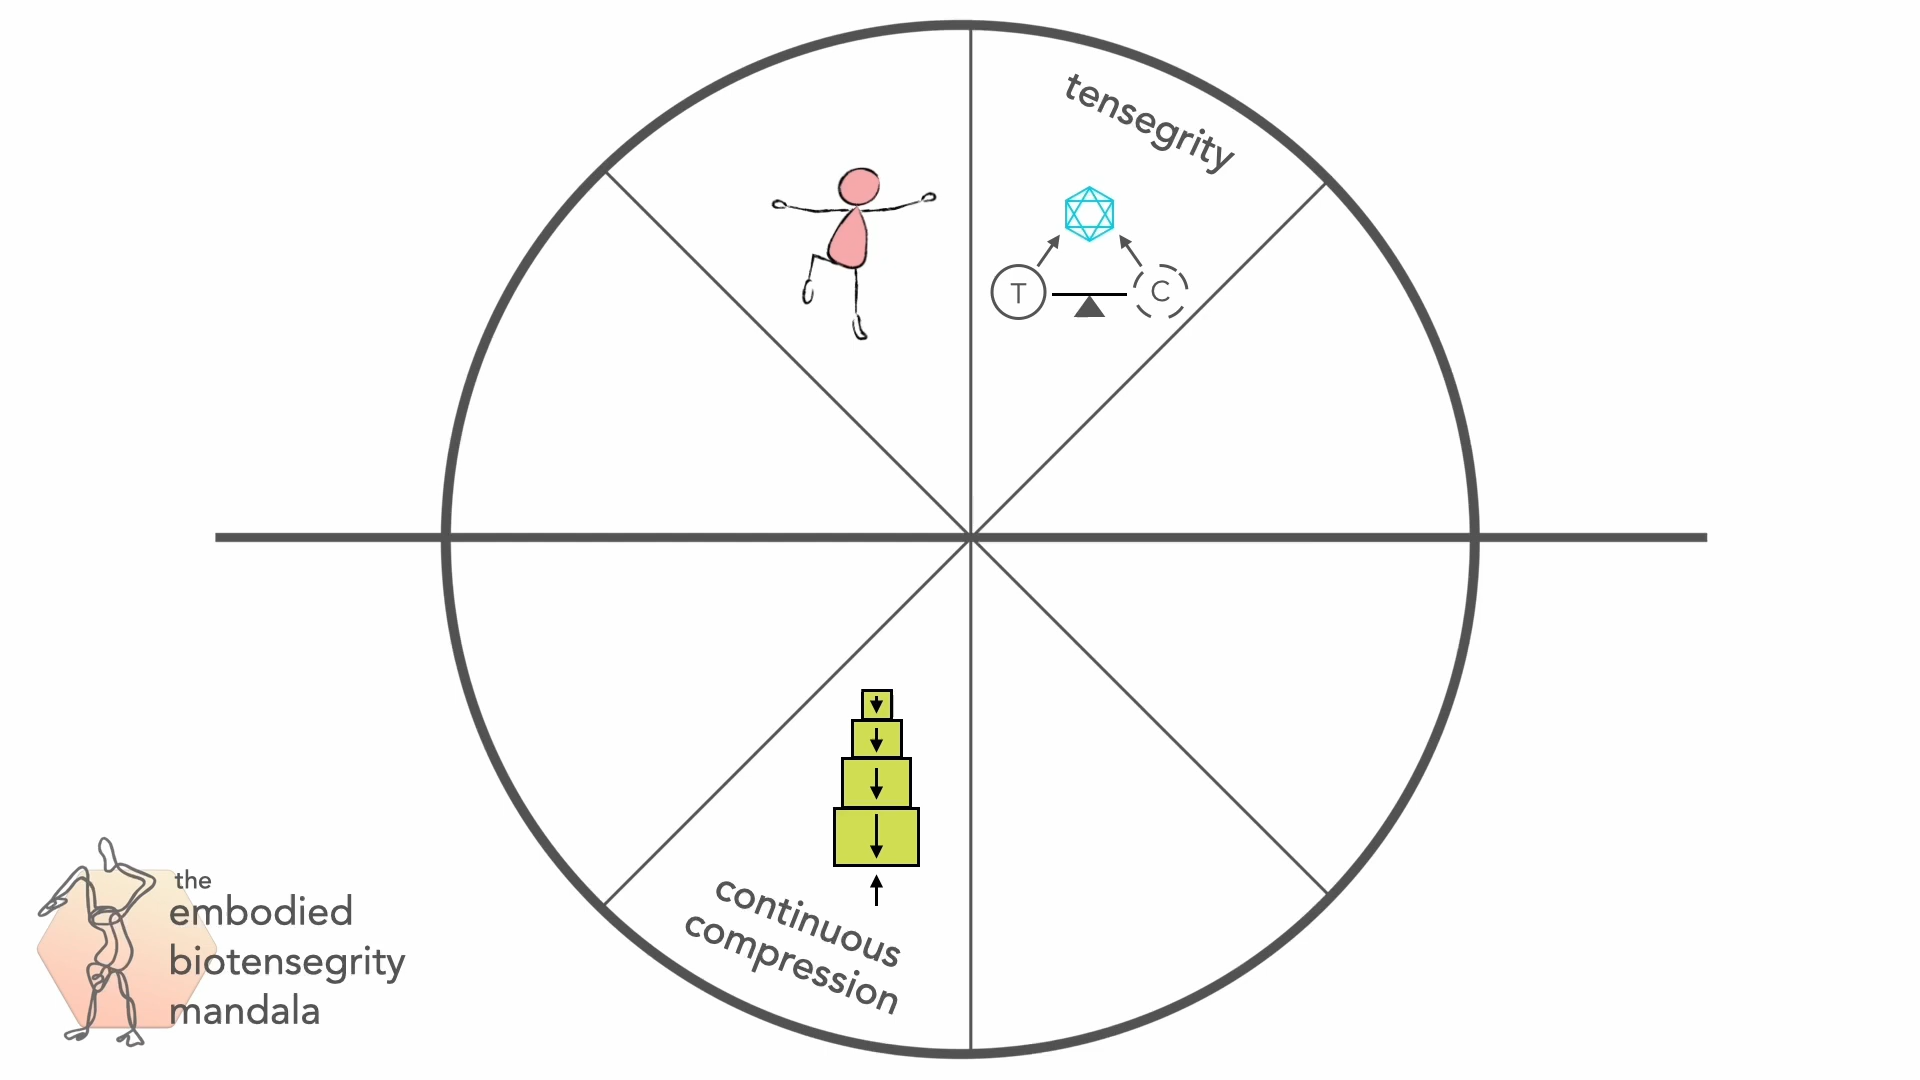 tensegrity
T
C
continuous
compression
the
embodied
biotensegrity
mandala